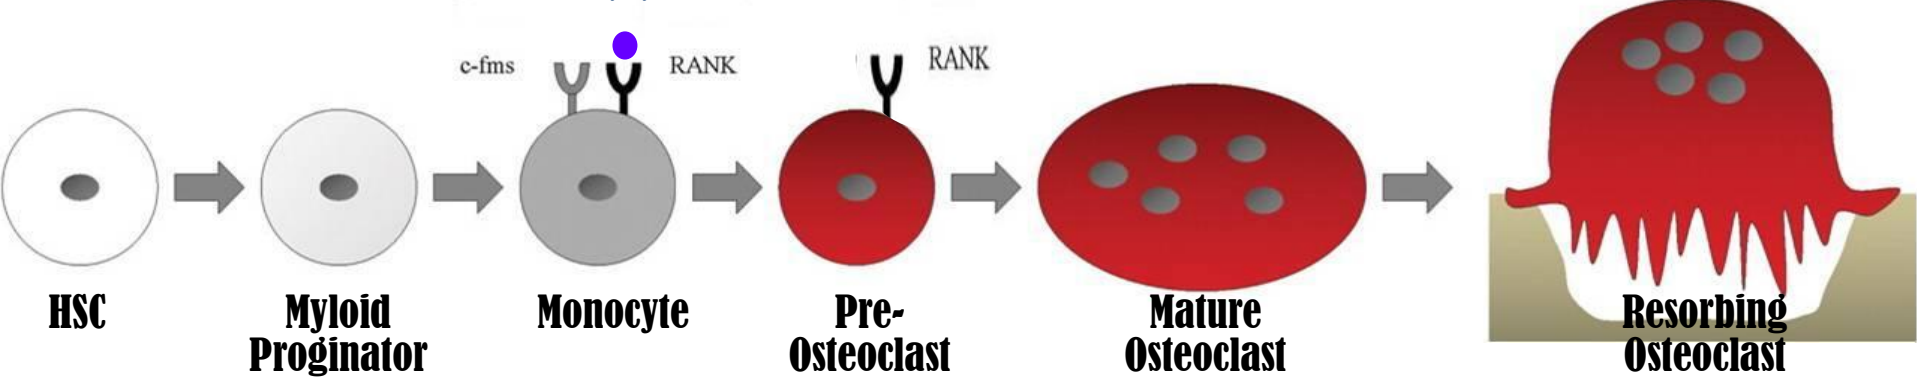 c-fms
RANK
RANK
HSC
Myloid
Proginator
Monocyte
Pre-
Osteoclast
Mature
Osteoclast
Resorbing
Osteoclast